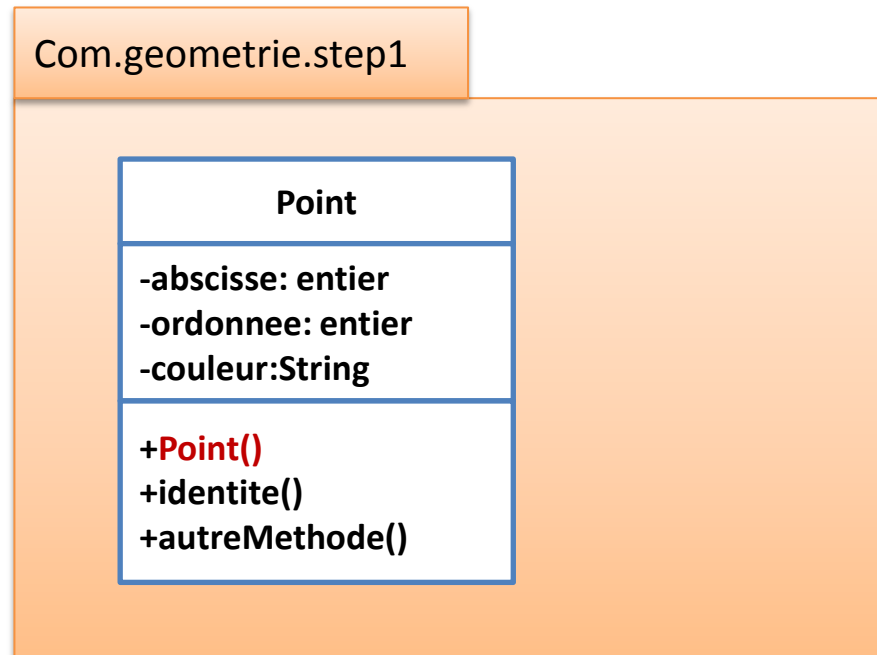 Com.geometrie.step1
Point
-abscisse: entier
-ordonnee: entier
-couleur:String
+Point()
+identite()
+autreMethode()